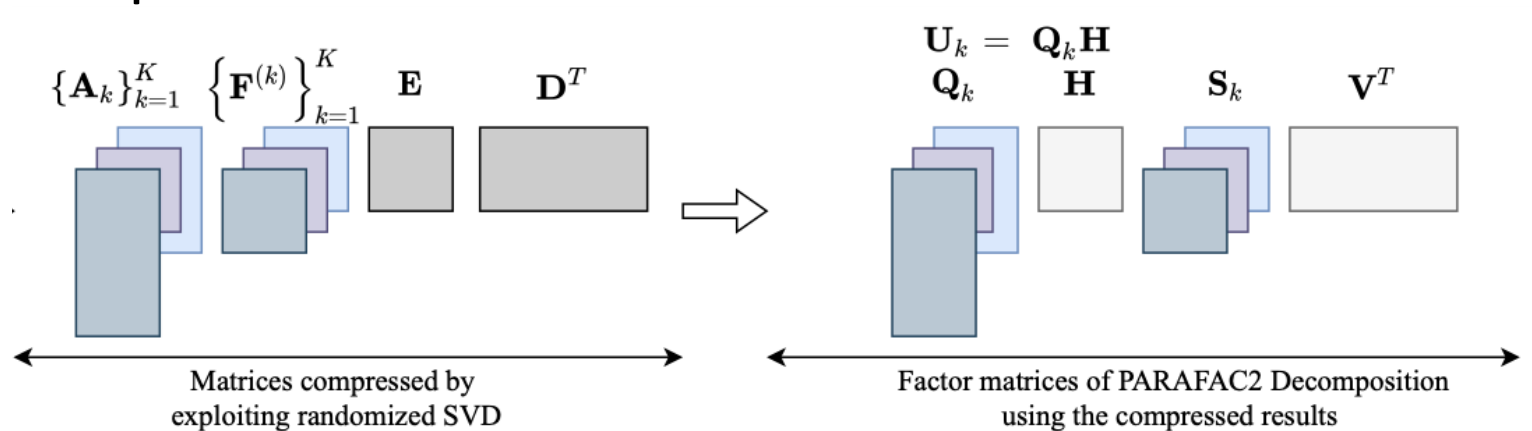 {A_k}_{k=1}^K {F^{(k)}}_{k=1}^K E D^T
U_k = Q_k H
Q_k H S_k V^T
Matrices compressed by
exploiting randomized SVD
Factor matrices of PARAFAC2 Decomposition
using the compressed results